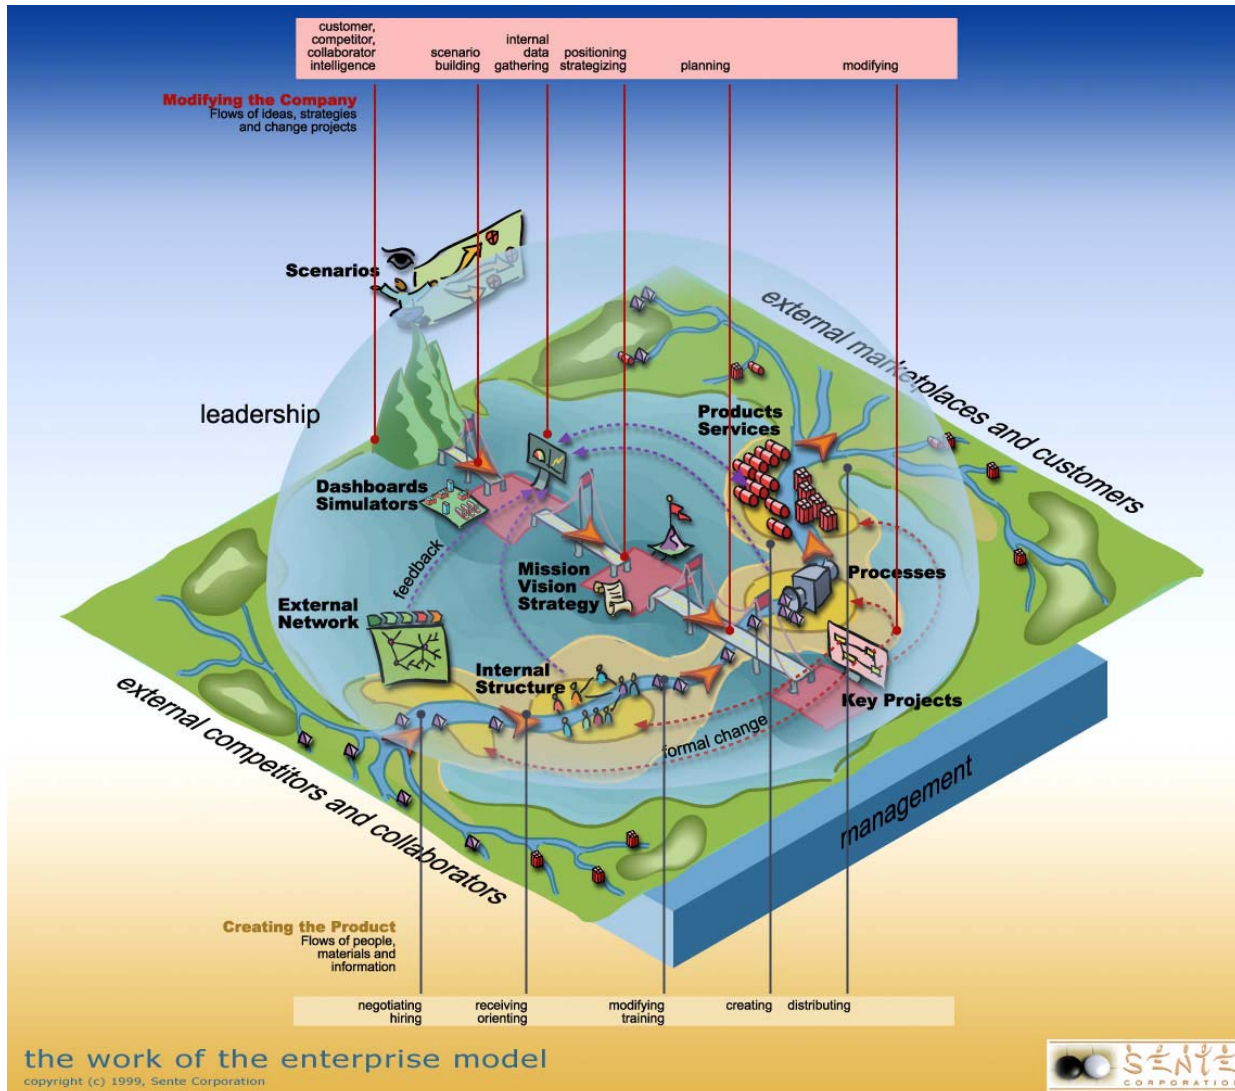 customer,
competitor,
collaborator
intelligence
scenario
building
internal
data
gathering
positioning
strategizing
planning
modifying
Modifying the Company
Flows of ideas, strategies
and change projects
Scenarios
leadership
external marketplaces and customers
Products
Services
Dashboards
Simulators
feedback
Mission
Vision
Strategy
Processes
External
Network
Internal
Structure
Key Projects
formal change
external competitors and collaborators
management
Creating the Product
Flows of people,
materials and
information
negotiating
hiring
receiving
orienting
modifying
training
creating
distributing
the work of the enterprise model
copyright (c) 1999, Sente Corporation
SENTE
CORPORATION